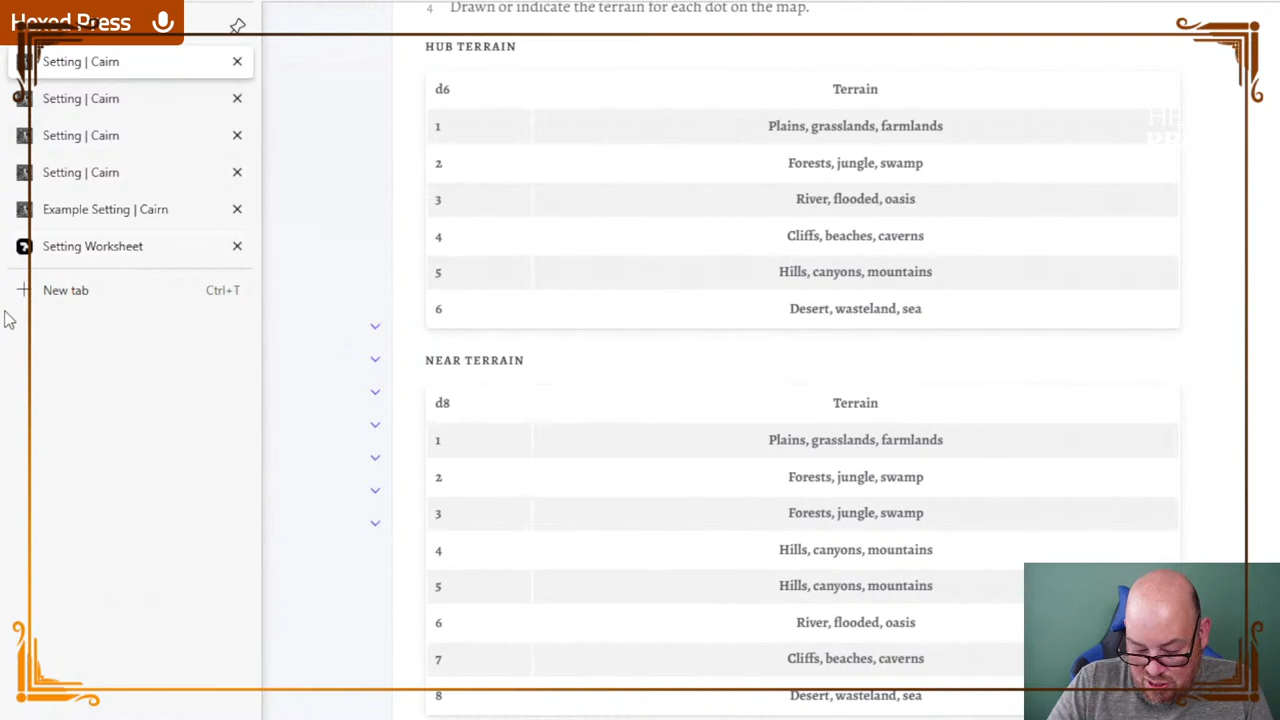 Hexed Press
4 Drawn or indicate the terrain for each dot on the map.
Setting | Cairn
Setting | Cairn
Setting | Cairn
Setting | Cairn
Example Setting | Cairn
Setting Worksheet
New tab Ctrl+T
HUB TERRAIN
d6 Terrain
1 Plains, grasslands, farmlands
2 Forests, jungle, swamp
3 River, flooded, oasis
4 Cliffs, beaches, caverns
5 Hills, canyons, mountains
6 Desert, wasteland, sea
NEAR TERRAIN
d8 Terrain
1 Plains, grasslands, farmlands
2 Forests, jungle, swamp
3 Forests, jungle, swamp
4 Hills, canyons, mountains
5 Hills, canyons, mountains
6 River, flooded, oasis
7 Cliffs, beaches, caverns
8 Desert, wasteland, sea